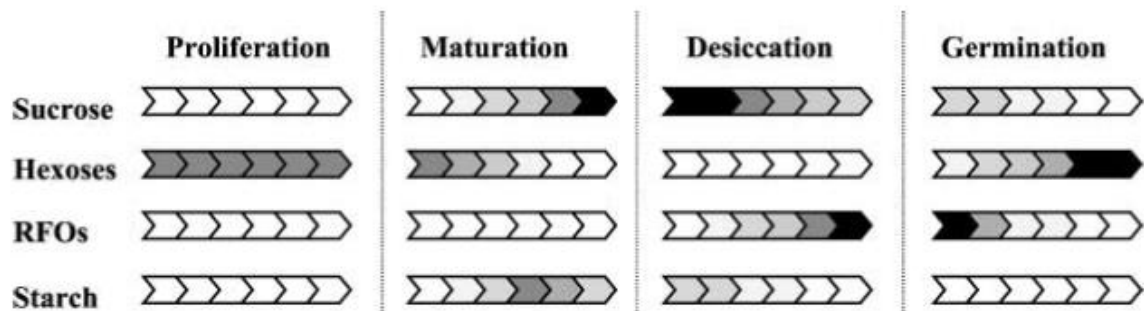 Proliferation Maturation Desiccation Germination
Sucrose
Hexoses
RFOs
Starch